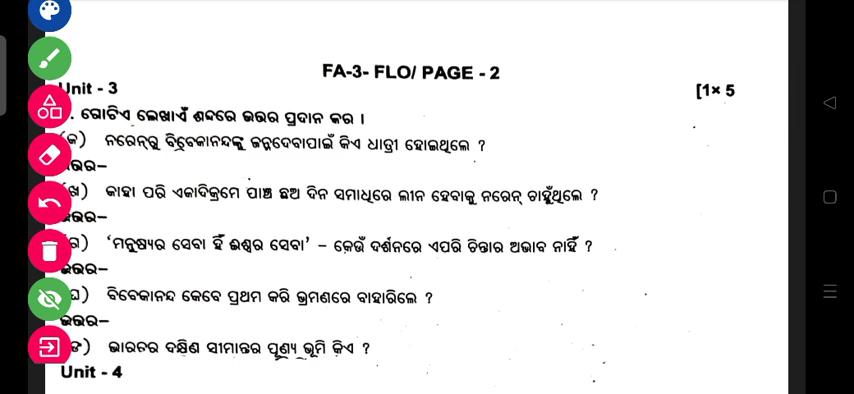 FA-3- FLO/ PAGE - 2
Unit - 3 [1× 5
. ଗୋଟିଏ ଲେଖାଏଁ ଶବ୍ଦରେ ଉତ୍ତର ପ୍ରଦାନ କର ।
(କ) ନରେନ୍‌ରୁ ବିବେକାନନ୍ଦଙ୍କୁ ଜନ୍ମଦେବାପାଇଁ କିଏ ଧାତ୍ରୀ ହୋଇଥିଲେ ?
ଉତ୍ତର–
(ଖ) କାହା ପରି ଏକାଦିକ୍ରମେ ପାଞ୍ଚ ଛଅ ଦିନ ସମାଧିରେ ଲୀନ ହେବାକୁ ନରେନ୍ ଚାହୁଁଥିଲେ ?
ଉତ୍ତର–
(ଗ) ‘ମନୁଷ୍ୟର ସେବା ହିଁ ଈଶ୍ୱର ସେବା’ – କେଉଁ ଦର୍ଶନରେ ଏପରି ଚିନ୍ତାର ଅଭାବ ନାହିଁ ?
ଉତ୍ତର–
(ଘ) ବିବେକାନନ୍ଦ କେବେ ପ୍ରଥମ କରି ଭ୍ରମଣରେ ବାହାରିଲେ ?
ଉତ୍ତର–
(ଙ) ଭାରତର ଦକ୍ଷିଣ ସୀମାନ୍ତର ପୂଣ୍ୟ ଭୂମି କିଏ ?
Unit - 4